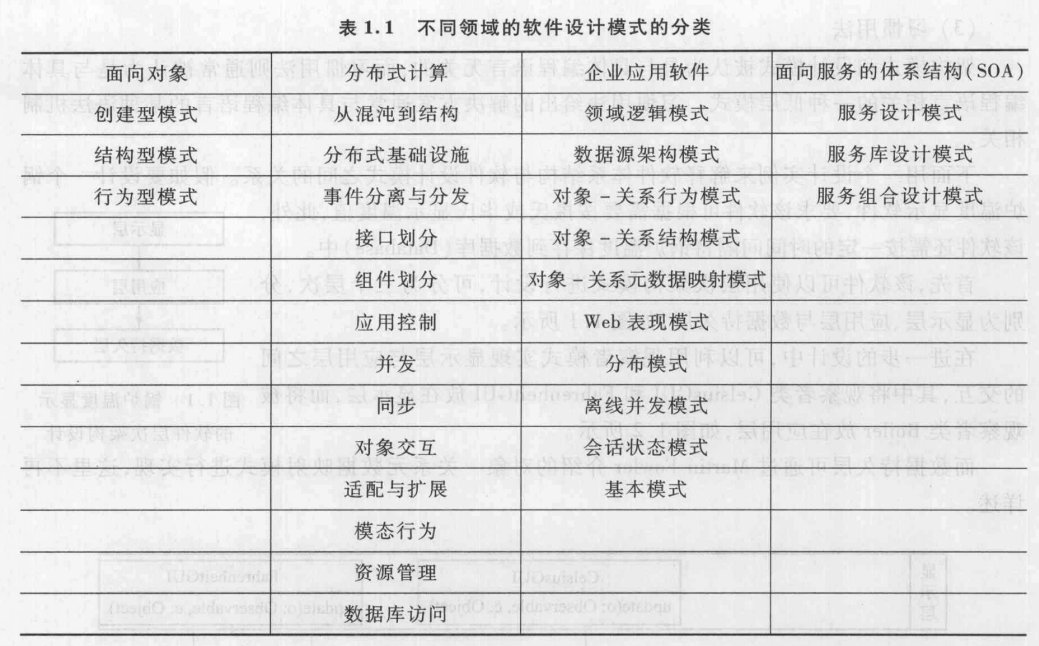 表 1.1 不同领域的软件设计模式的分类
面向对象 分布式计算 企业应用软件 面向服务的体系结构(SOA)
创建型模式 从混沌到结构 领域逻辑模式 服务设计模式
结构型模式 分布式基础设施 数据源架构模式 服务库设计模式
行为型模式 事件分离与分发 对象-关系行为模式 服务组合设计模式
接口划分 对象-关系结构模式
组件划分 对象-关系元数据映射模式
应用控制 Web 表现模式
并发 分布模式
同步 离线并发模式
对象交互 会话状态模式
适配与扩展 基本模式
模态行为
资源管理
数据库访问